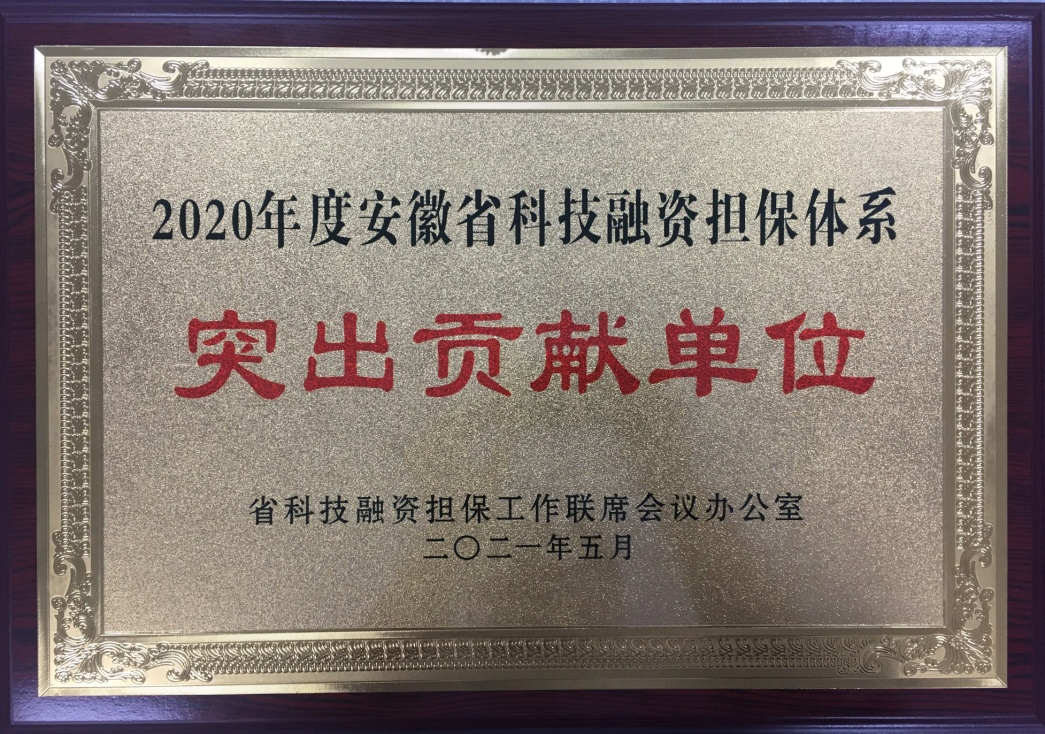 2020年度安徽省科技融资担保体系
突出贡献单位
省科技融资担保工作联席会议办公室
二〇二一年五月